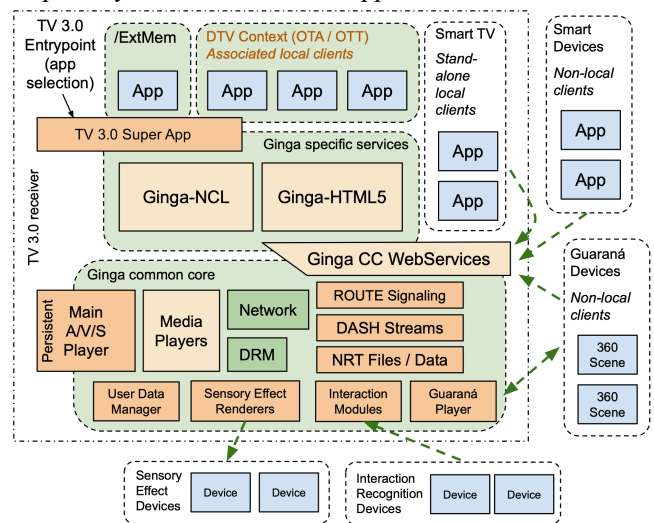 TV 3.0
Entrypoint
(app
selection)
/ExtMem
App
DTV Context (OTA / OTT)
Associated local clients
App
App
App
Smart TV
Stand-
alone
local
clients
App
App
Smart
Devices
Non-local
clients
App
App
TV 3.0 Super App
Ginga specific services
Ginga-NCL
Ginga-HTML5
TV 3.0 receiver
Ginga CC WebServices
Ginga common core
Persistent
Main
A/V/S
Player
Media
Players
Network
DRM
ROUTE Signaling
DASH Streams
NRT Files / Data
User Data
Manager
Sensory Effect
Renderers
Interaction
Modules
Guaraná
Player
Guaraná
Devices
Non-local
clients
360
Scene
360
Scene
Sensory
Effect
Devices
Device
Device
Interaction
Recognition
Devices
Device
Device